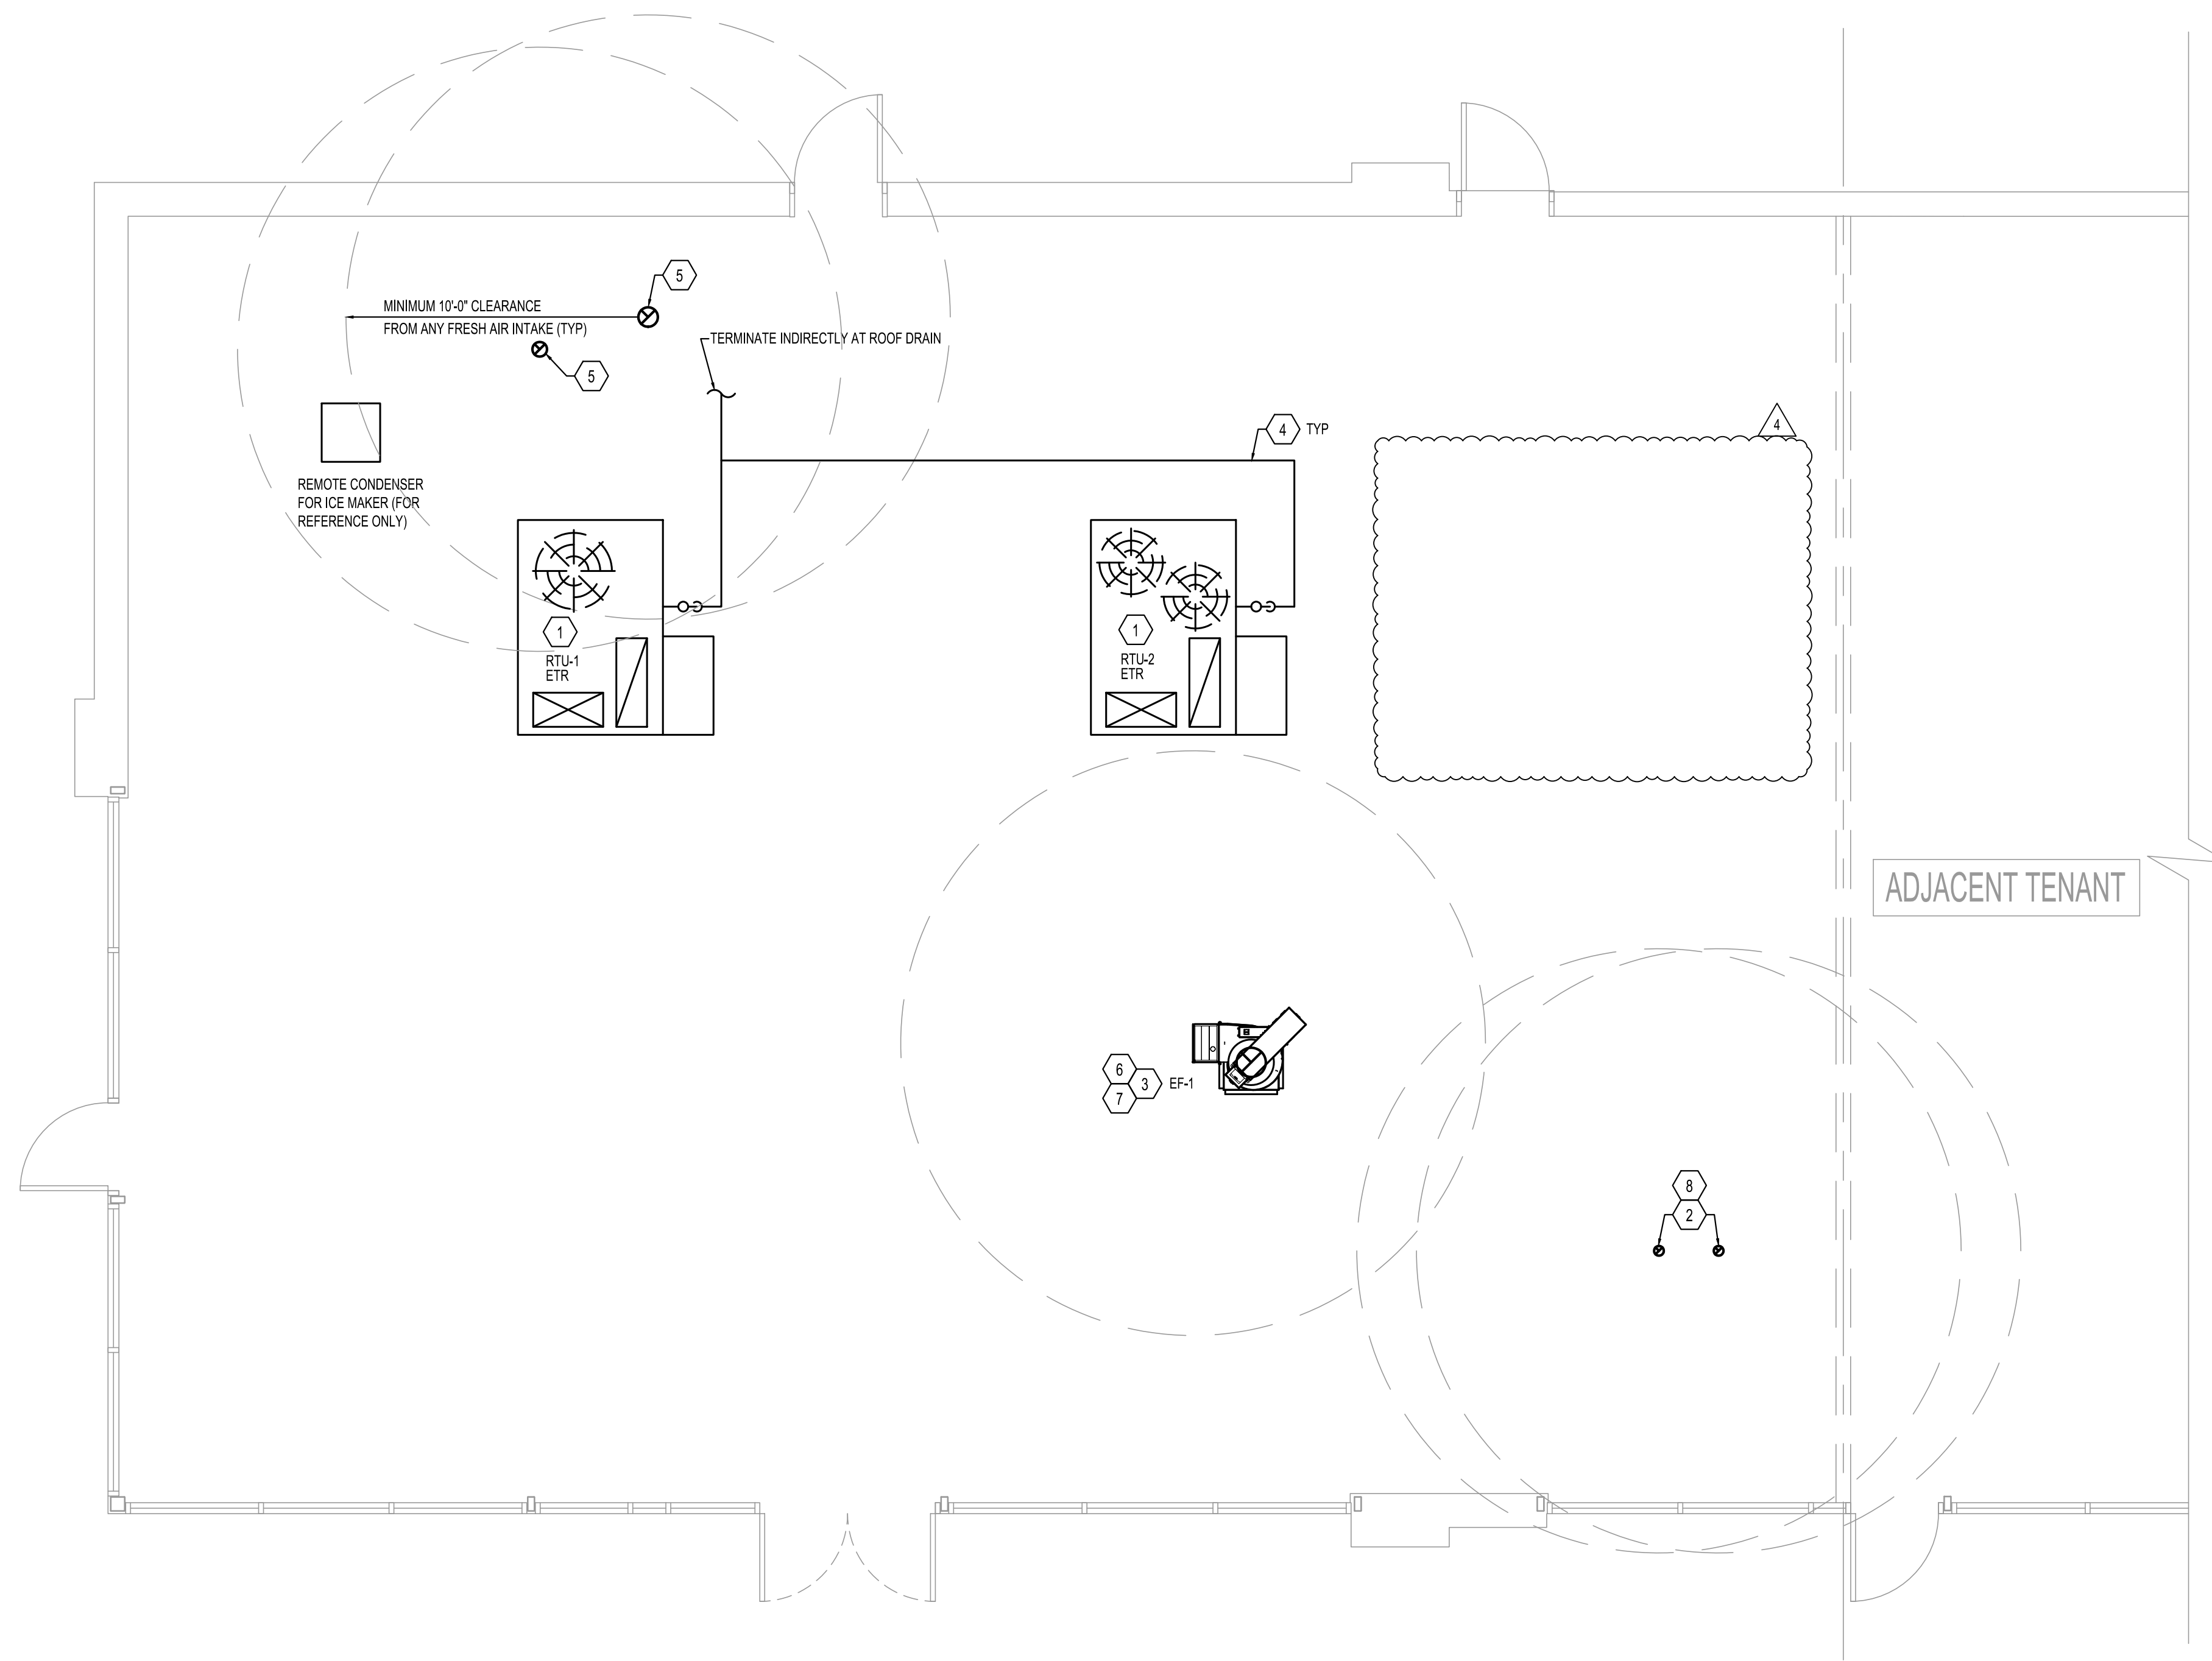 5
MINIMUM 10'-0" CLEARANCE
FROM ANY FRESH AIR INTAKE (TYP)
5
TERMINATE INDIRECTLY AT ROOF DRAIN
4 TYP
4
REMOTE CONDENSER
FOR ICE MAKER (FOR
REFERENCE ONLY)
1
RTU-1
ETR
1
RTU-2
ETR
ADJACENT TENANT
6
3 EF-1
7
8
2